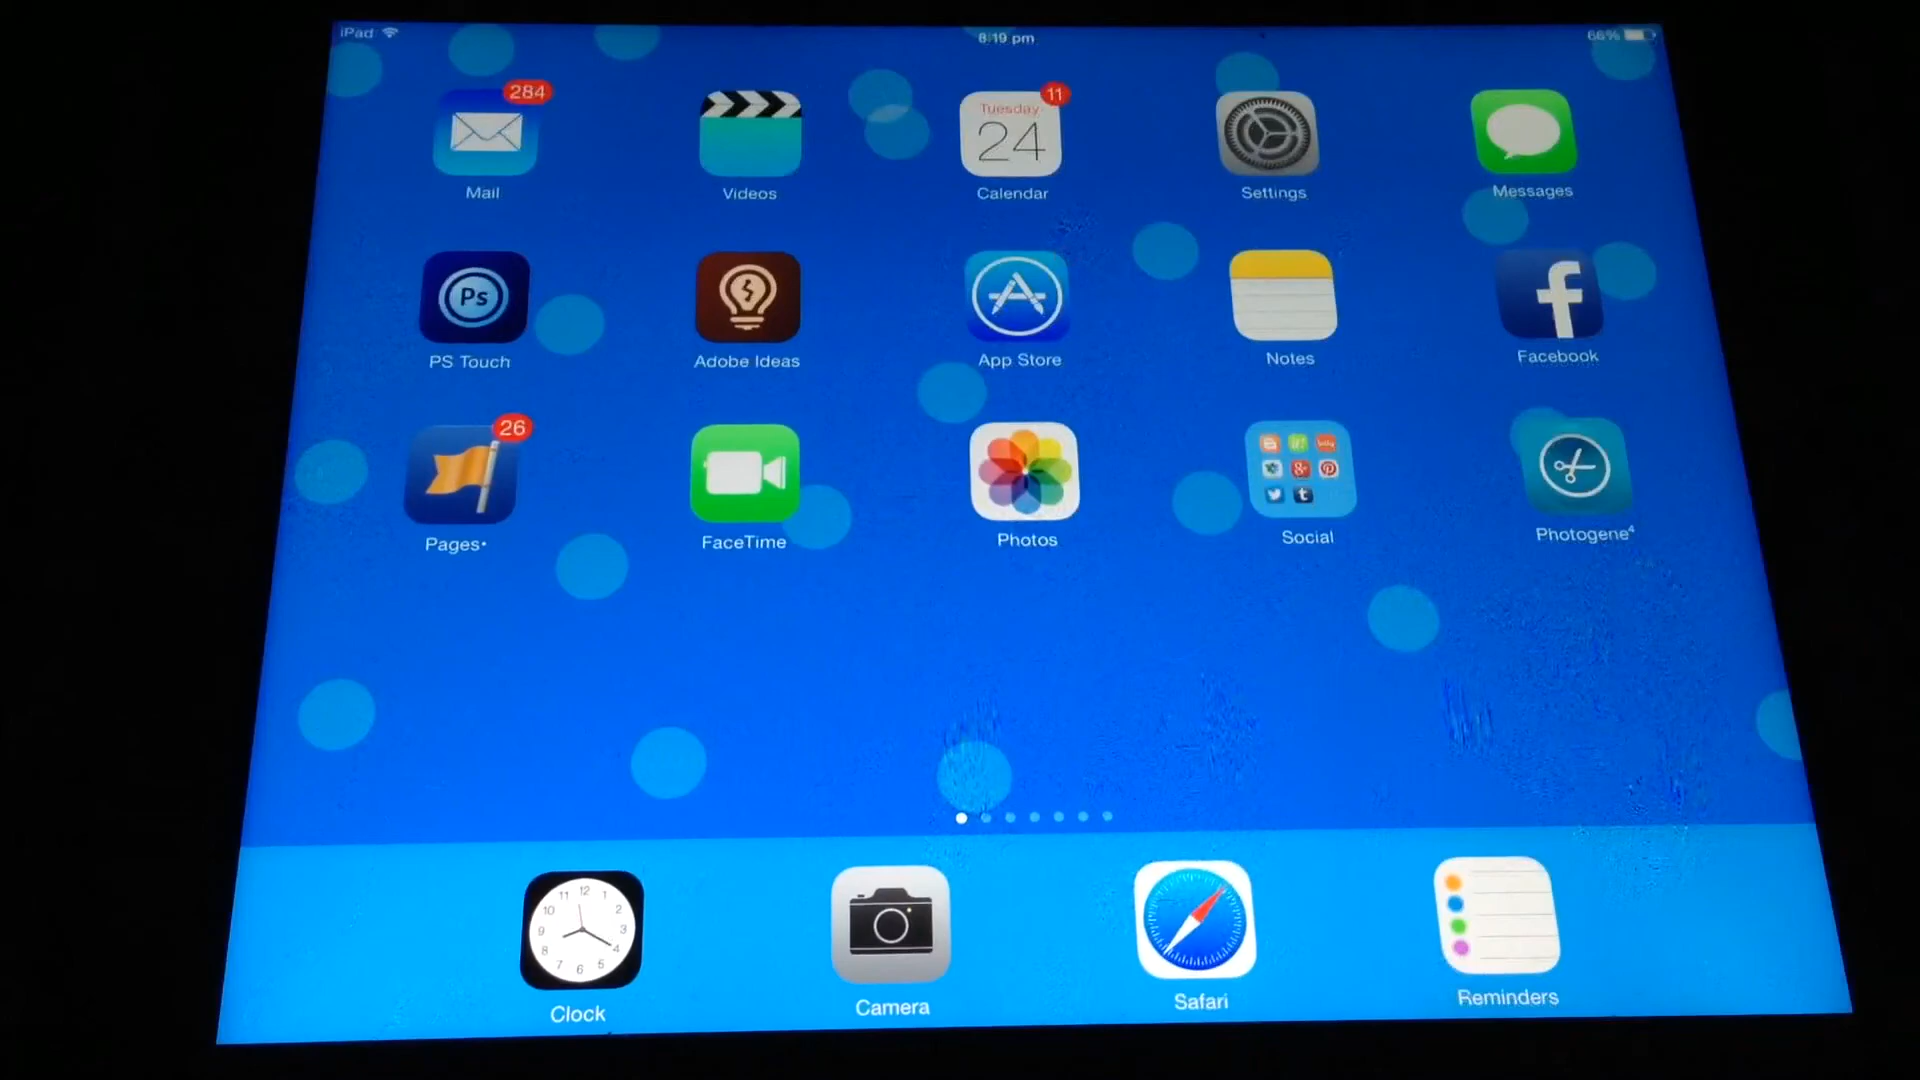 iPad
8:19 pm
66%
284
Tuesday
24
11
Mail
Videos
Calendar
Settings
Messages
Ps
f
PS Touch
Adobe Ideas
App Store
Notes
Facebook
26
Pages
FaceTime
Photos
Social
Photogene⁴
12
1
2
3
4
5
6
7
8
9
10
11
Clock
Camera
Safari
Reminders